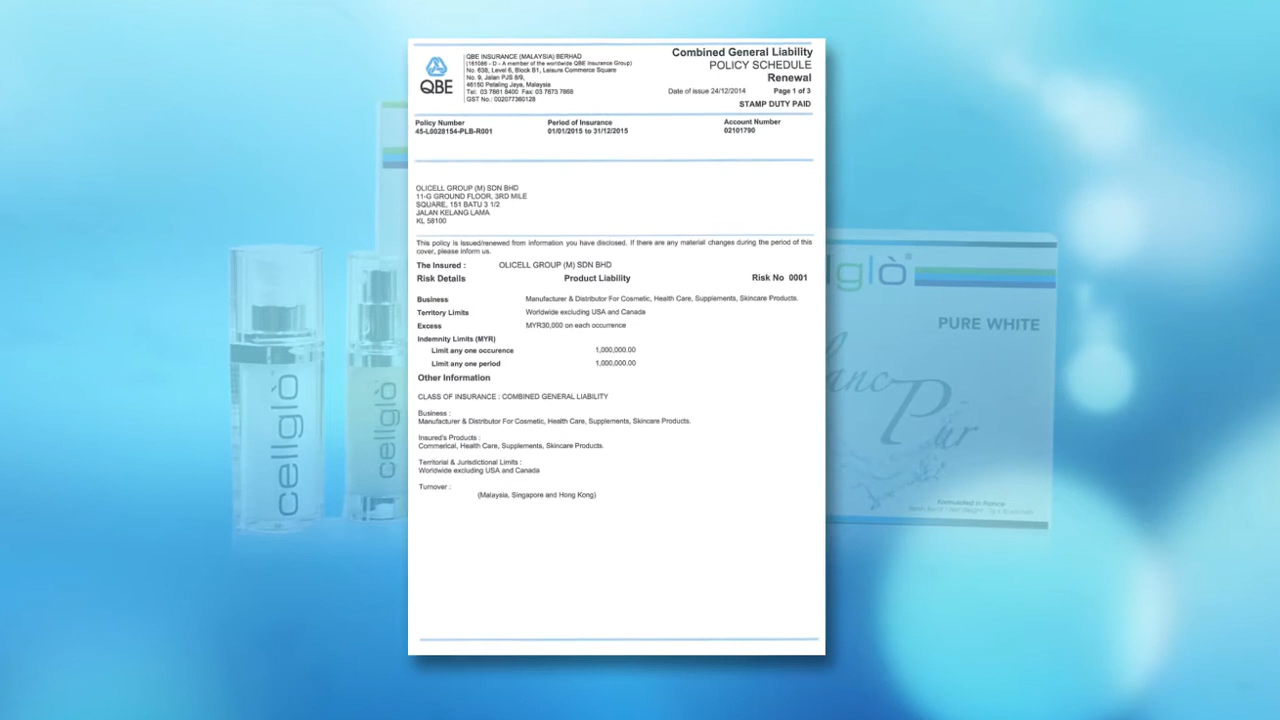 QBE
QBE INSURANCE (MALAYSIA) BERHAD
(161086 - D - A member of the worldwide QBE Insurance Group)
No. 638, Level 6, Block B1, Leisure Commerce Square
No. 9, Jalan PJS 8/9,
46150 Petaling Jaya, Malaysia
Tel: 03 7861 8400 Fax: 03 7873 7868
GST No.: 002077360128
Combined General Liability
POLICY SCHEDULE
Renewal
Date of issue 24/12/2014 Page 1 of 3
STAMP DUTY PAID
Policy Number Period of Insurance Account Number
45-L0028154-PLB-R001 01/01/2015 to 31/12/2015 02101790
OLICELL GROUP (M) SDN BHD
11-G GROUND FLOOR, 3RD MILE
SQUARE, 151 BATU 3 1/2
JALAN KELANG LAMA
KL 58100
This policy is issued/renewed from information you have disclosed. If there are any material changes during the period of this
cover, please inform us.
The Insured : OLICELL GROUP (M) SDN BHD
Risk Details Product Liability Risk No 0001
Business Manufacturer & Distributor For Cosmetic, Health Care, Supplements, Skincare Products.
Territory Limits Worldwide excluding USA and Canada
Excess MYR30,000 on each occurrence
Indemnity Limits (MYR)
Limit any one occurence 1,000,000.00
Limit any one period 1,000,000.00
Other Information
CLASS OF INSURANCE : COMBINED GENERAL LIABILITY
Business :
Manufacturer & Distributor For Cosmetic, Health Care, Supplements, Skincare Products.
Insured's Products :
Commerical, Health Care, Supplements, Skincare Products.
Territorial & Jurisdictional Limits :
Worldwide excluding USA and Canada
Turnover :
(Malaysia, Singapore and Hong Kong)
cellglò
cellglò
llglò
PURE WHITE
lanc
Pur
Formulated in France